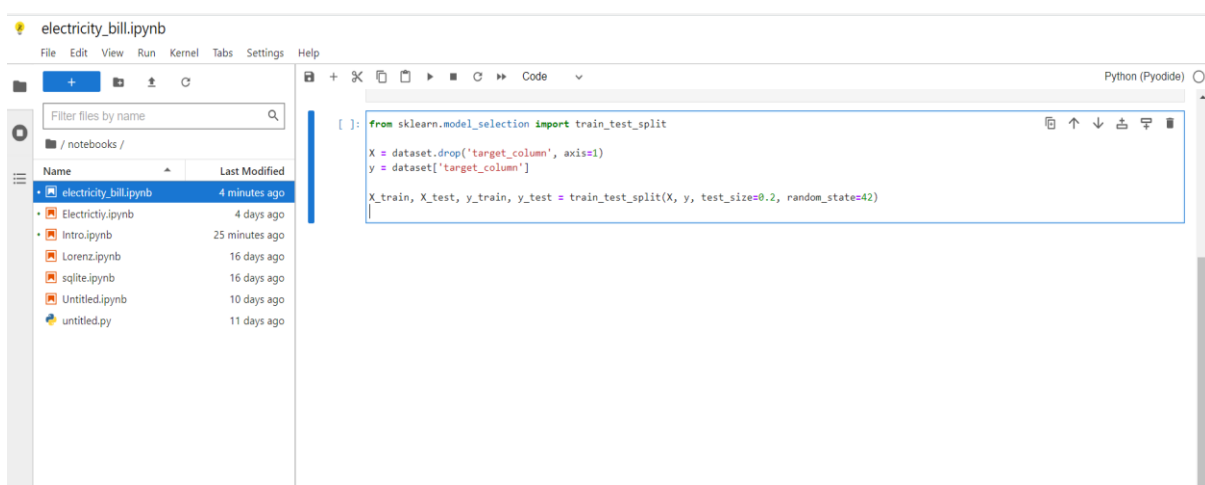 electricity_bill.ipynb
File Edit View Run Kernel Tabs Settings Help
Code
Python (Pyodide)
Filter files by name
/ notebooks /
Name Last Modified
electricity_bill.ipynb 4 minutes ago
Electrictiy.ipynb 4 days ago
Intro.ipynb 25 minutes ago
Lorenz.ipynb 16 days ago
sqlite.ipynb 16 days ago
Untitled.ipynb 10 days ago
untitled.py 11 days ago
[ ]: from sklearn.model_selection import train_test_split
X = dataset.drop('target_column', axis=1)
y = dataset['target_column']
X_train, X_test, y_train, y_test = train_test_split(X, y, test_size=0.2, random_state=42)